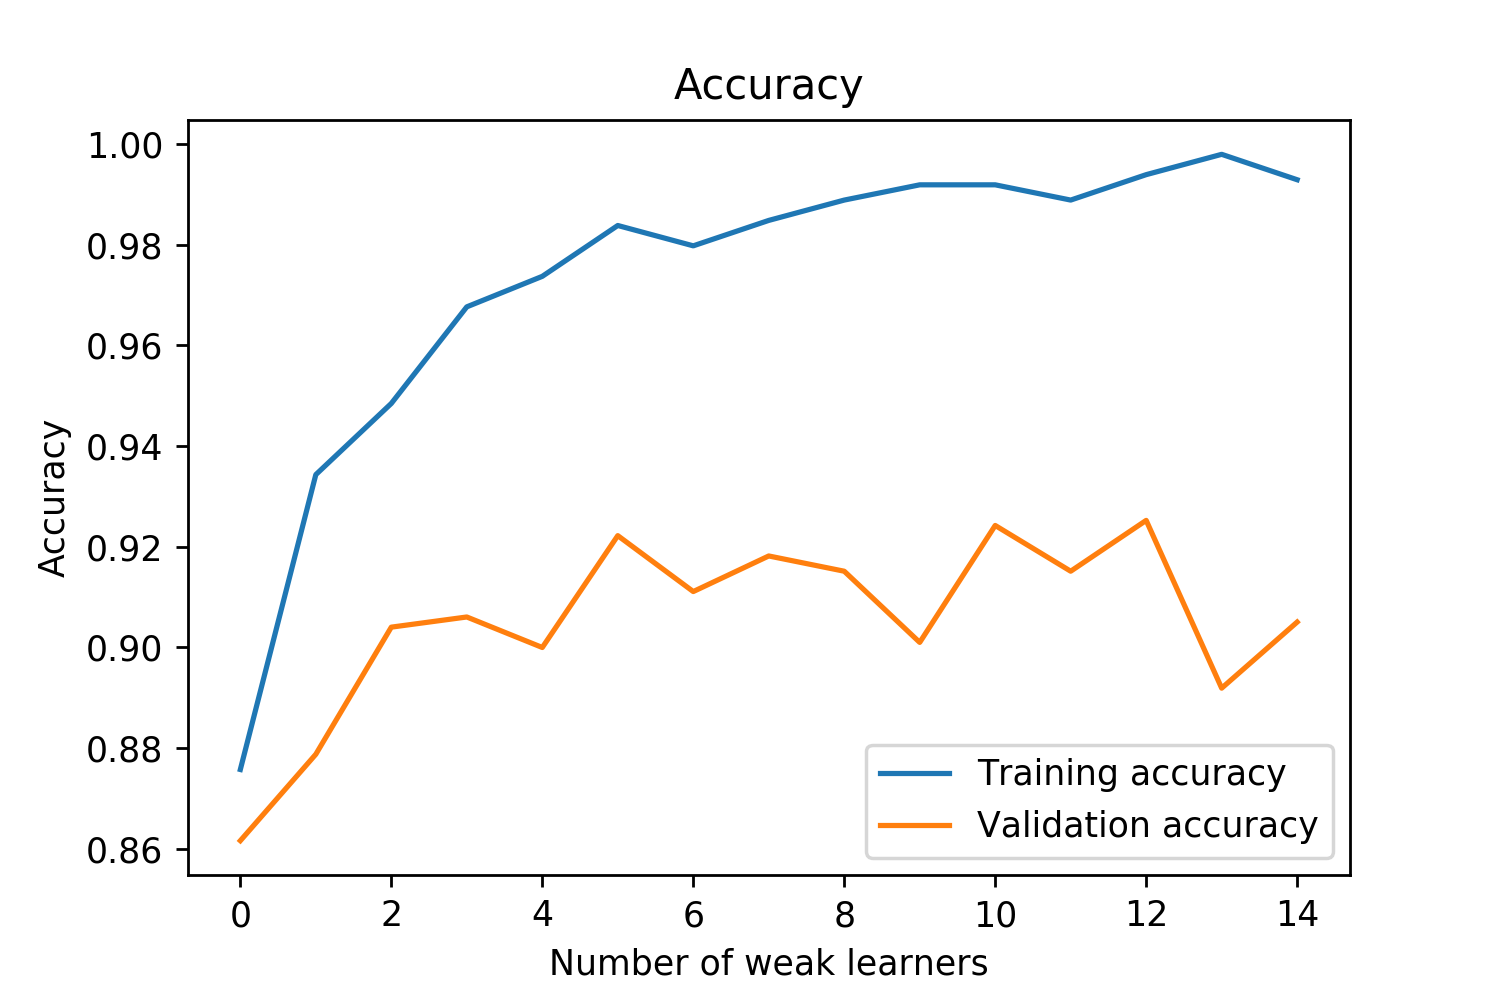 Accuracy
1.00
0.98
0.96
0.94
0.92
0.90
0.88
0.86
Accuracy
Training accuracy
Validation accuracy
0 2 4 6 8 10 12 14
Number of weak learners